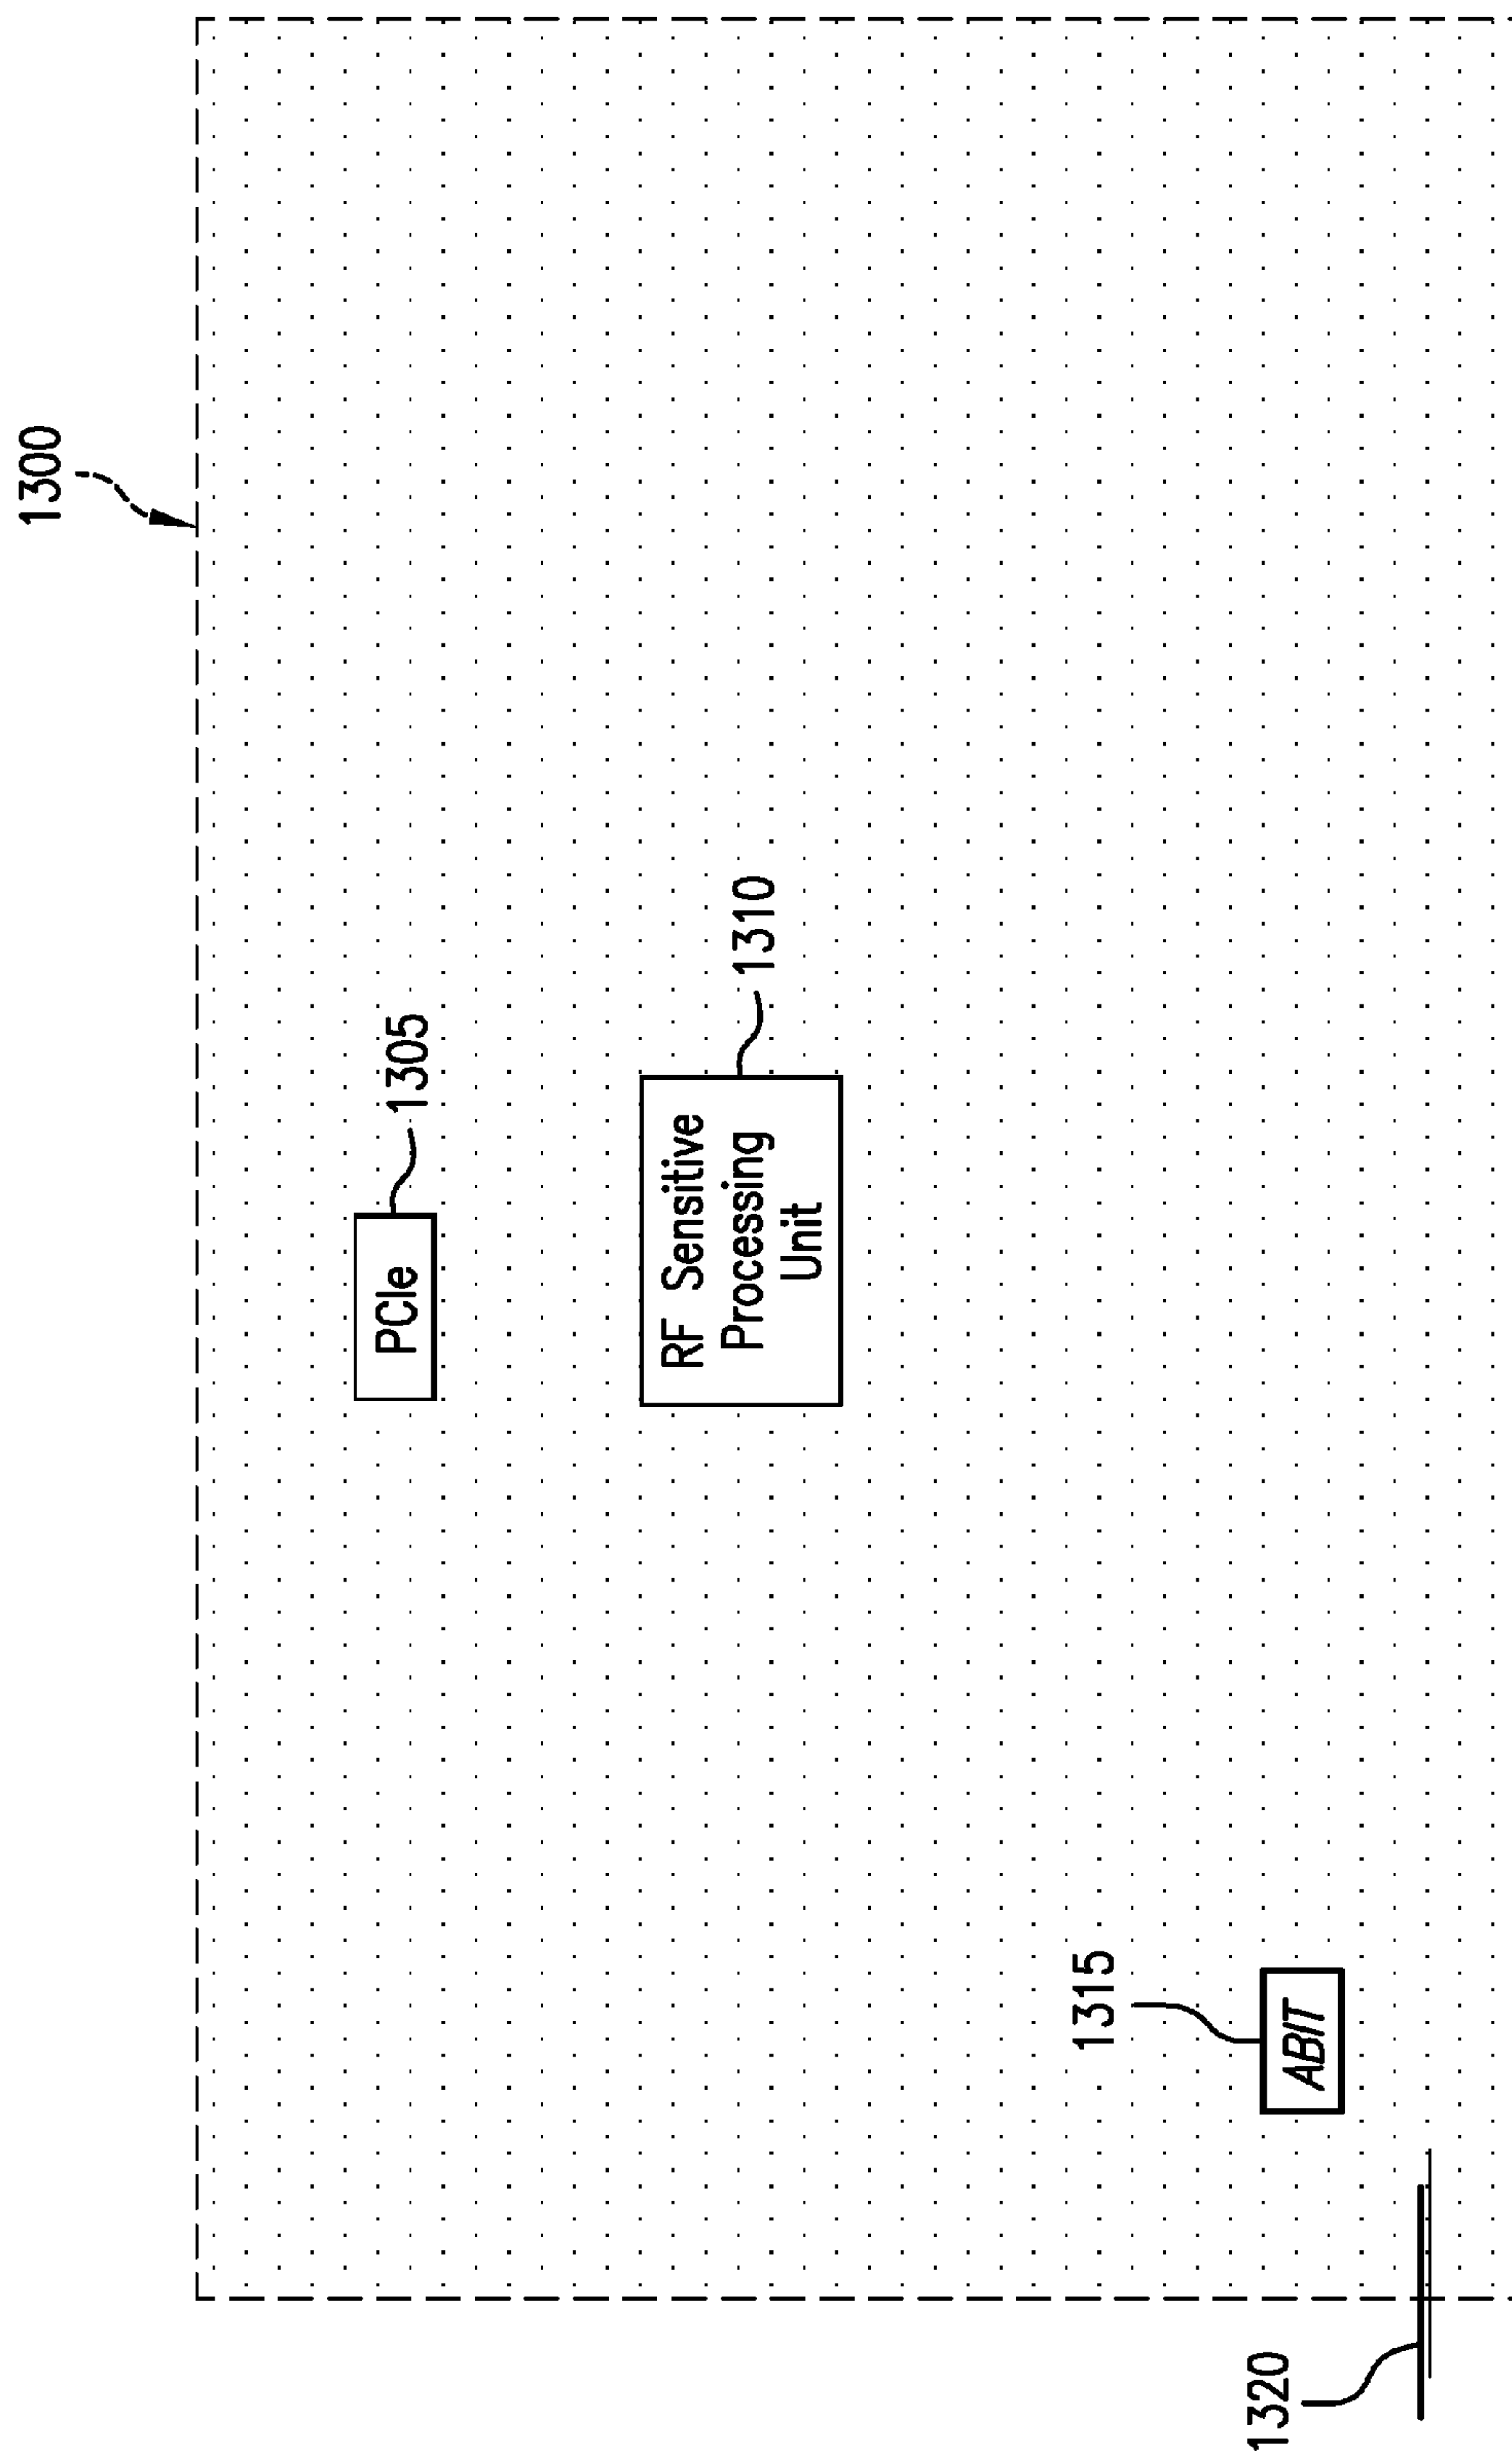 1300
PCIe
1305
RF Sensitive
Processing
Unit
1310
1315
ABIT
1320